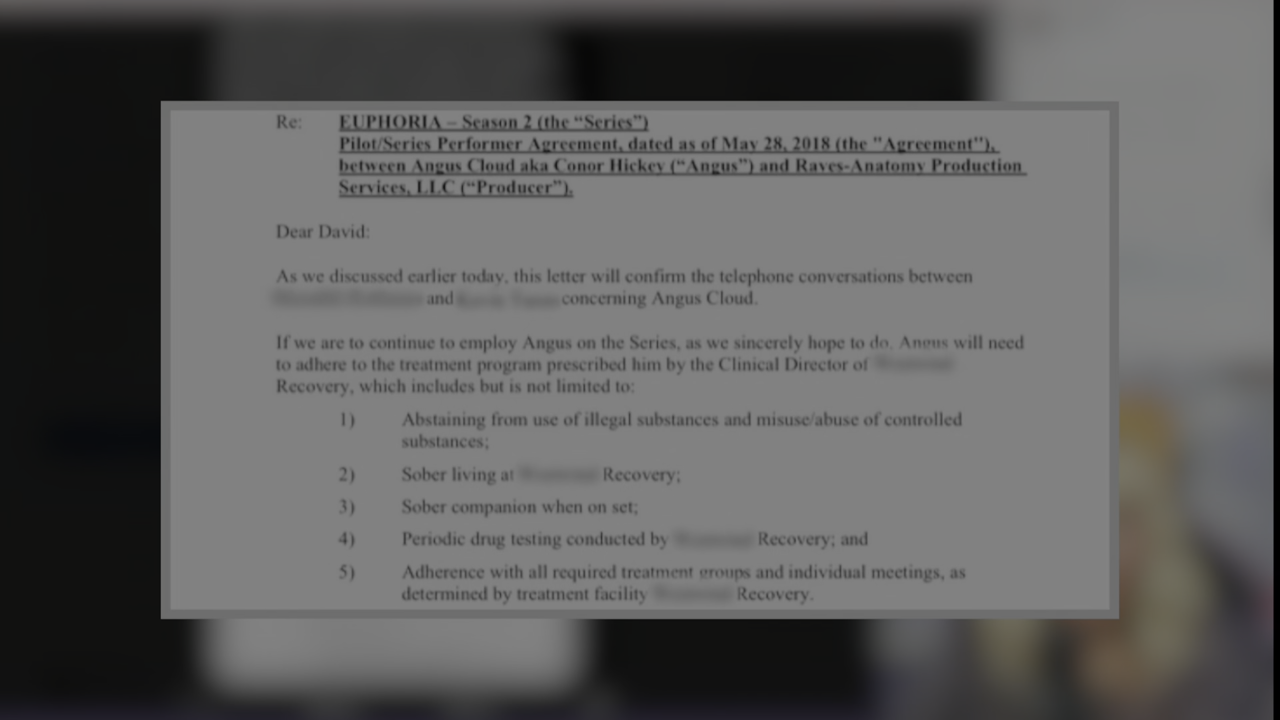 Re: EUPHORIA – Season 2 (the “Series”)
Pilot/Series Performer Agreement, dated as of May 28, 2018 (the "Agreement"),
between Angus Cloud aka Conor Hickey (“Angus”) and Raves-Anatomy Production
Services, LLC (“Producer”).
Dear David:
As we discussed earlier today, this letter will confirm the telephone conversations between
and concerning Angus Cloud.
If we are to continue to employ Angus on the Series, as we sincerely hope to do, Angus will need
to adhere to the treatment program prescribed him by the Clinical Director of
Recovery, which includes but is not limited to:
1) Abstaining from use of illegal substances and misuse/abuse of controlled
substances;
2) Sober living at Recovery;
3) Sober companion when on set;
4) Periodic drug testing conducted by Recovery; and
5) Adherence with all required treatment groups and individual meetings, as
determined by treatment facility Recovery.